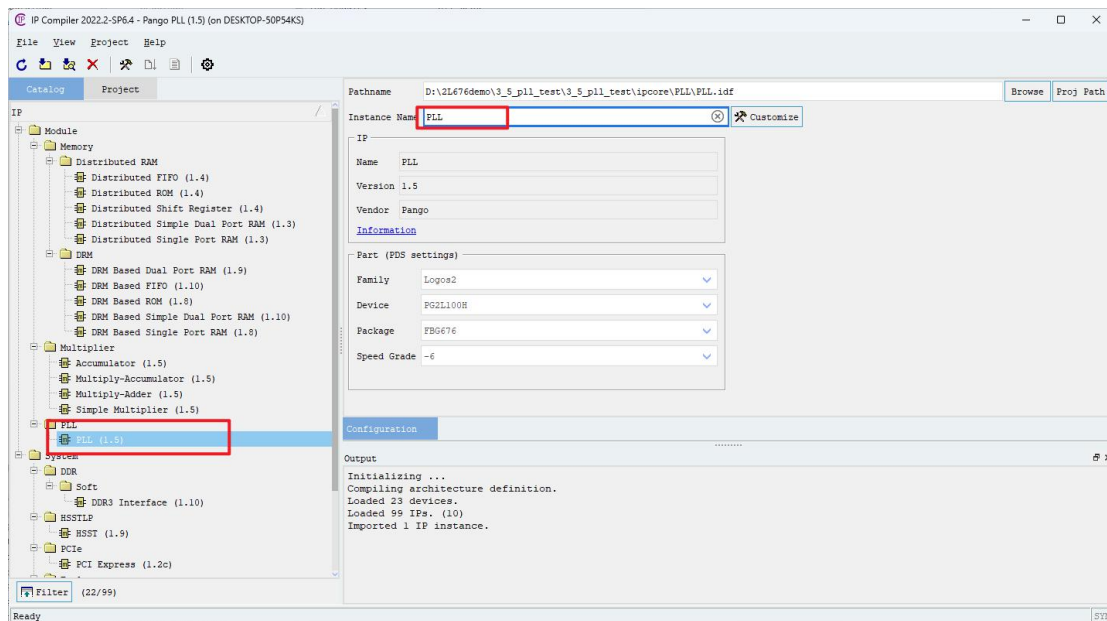 IP Compiler 2022.2-SP6.4 - Pango PLL (1.5) (on DESKTOP-50P54KS)
File View Project Help
Catalog Project
IP
Module
Memory
Distributed RAM
Distributed FIFO (1.4)
Distributed ROM (1.4)
Distributed Shift Register (1.4)
Distributed Simple Dual Port RAM (1.3)
Distributed Single Port RAM (1.3)
DRM
DRM Based Dual Port RAM (1.9)
DRM Based FIFO (1.10)
DRM Based ROM (1.8)
DRM Based Simple Dual Port RAM (1.10)
DRM Based Single Port RAM (1.8)
Multiplier
Accumulator (1.5)
Multiply-Accumulator (1.5)
Multiply-Adder (1.5)
Simple Multiplier (1.5)
PLL
PLL (1.5)
System
DDR
Soft
DDR3 Interface (1.10)
HSSTLP
HSST (1.9)
PCIe
PCI Express (1.2c)
Filter (22/99)
Pathname D:\2L676demo\3_5_pll_test\3_5_pll_test\ipcore\PLL\PLL.idf Browse Proj Path
Instance Name PLL Customize
IP
Name PLL
Version 1.5
Vendor Pango
Information
Part (PDS settings)
Family Logos2
Device PG2L100H
Package FBG676
Speed Grade -6
Configuration
Output
Initializing ...
Compiling architecture definition.
Loaded 23 devices.
Loaded 99 IPs. (10)
Imported 1 IP instance.
Ready